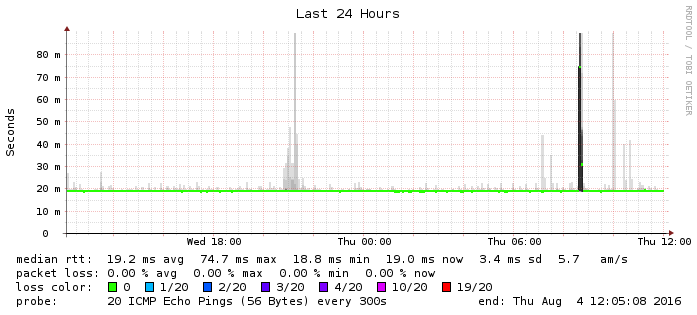 Last 24 Hours
RRDTOOL / TOBI OETIKER
Seconds
80 m
70 m
60 m
50 m
40 m
30 m
20 m
10 m
0
Wed 18:00 Thu 00:00 Thu 06:00 Thu 12:00
median rtt: 19.2 ms avg 74.7 ms max 18.8 ms min 19.0 ms now 3.4 ms sd 5.7 am/s
packet loss: 0.00 % avg 0.00 % max 0.00 % min 0.00 % now
loss color: 0 1/20 2/20 3/20 4/20 10/20 19/20
probe: 20 ICMP Echo Pings (56 Bytes) every 300s end: Thu Aug 4 12:05:08 2016